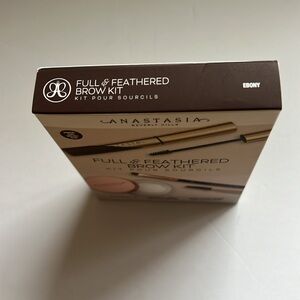 FULL & FEATHERED
BROW KIT
KIT POUR SOURCILS
EBONY
ANASTASIA
BEVERLY HILLS
FULL & FEATHERED
BROW KIT
KIT POUR SOURCILS